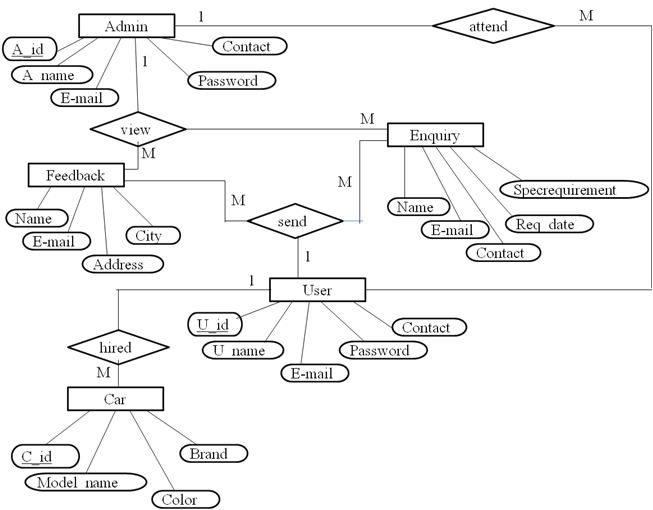 Admin
1
attend
M
A_id
Contact
A_name
1
Password
E-mail
view
M
Enquiry
M
Feedback
M
M
Specrequirement
Name
City
Name
E-mail
send
E-mail
Req_date
Address
Contact
1
1
User
U_id
Contact
hired
U_name
Password
E-mail
M
Car
C_id
Brand
Model_name
Color